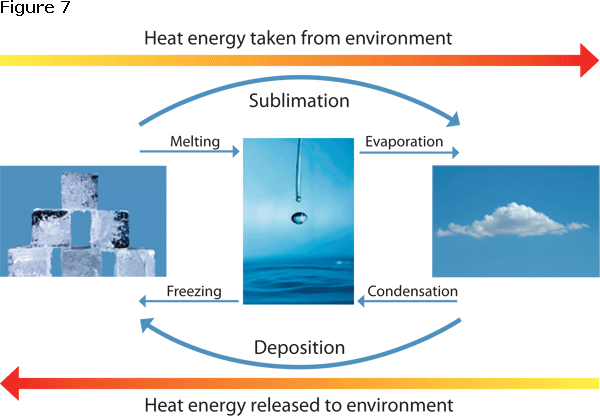 Figure 7
Heat energy taken from environment
Sublimation
Melting
Evaporation
Freezing
Condensation
Deposition
Heat energy released to environment